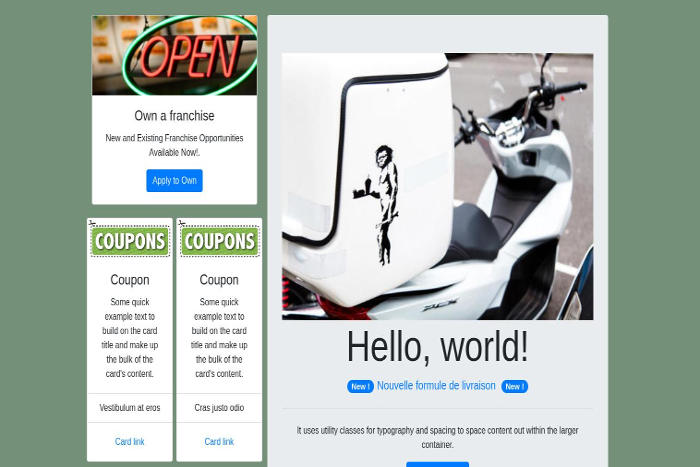 OPEN
Own a franchise
New and Existing Franchise Opportunities
Available Now!.
Apply to Own
COUPONS
Coupon
Some quick
example text to
build on the card
title and make up
the bulk of the
card's content.
Vestibulum at eros
Card link
COUPONS
Coupon
Some quick
example text to
build on the card
title and make up
the bulk of the
card's content.
Cras justo odio
Card link
Hello, world!
New ! Nouvelle formule de livraison New !
It uses utility classes for typography and spacing to space content out within the larger
container.